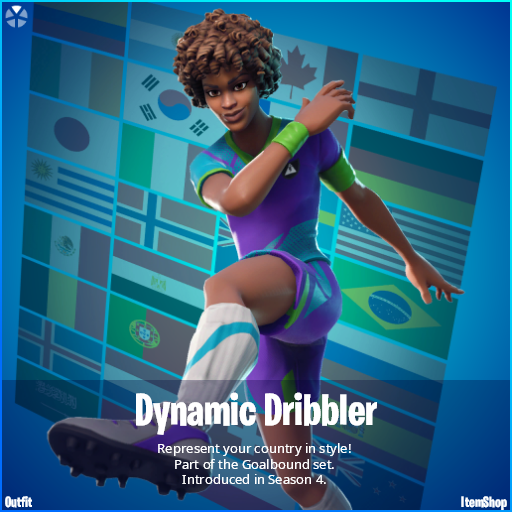 Dynamic Dribbler
Represent your country in style!
Part of the Goalbound set.
Introduced in Season 4.
Outfit
ItemShop